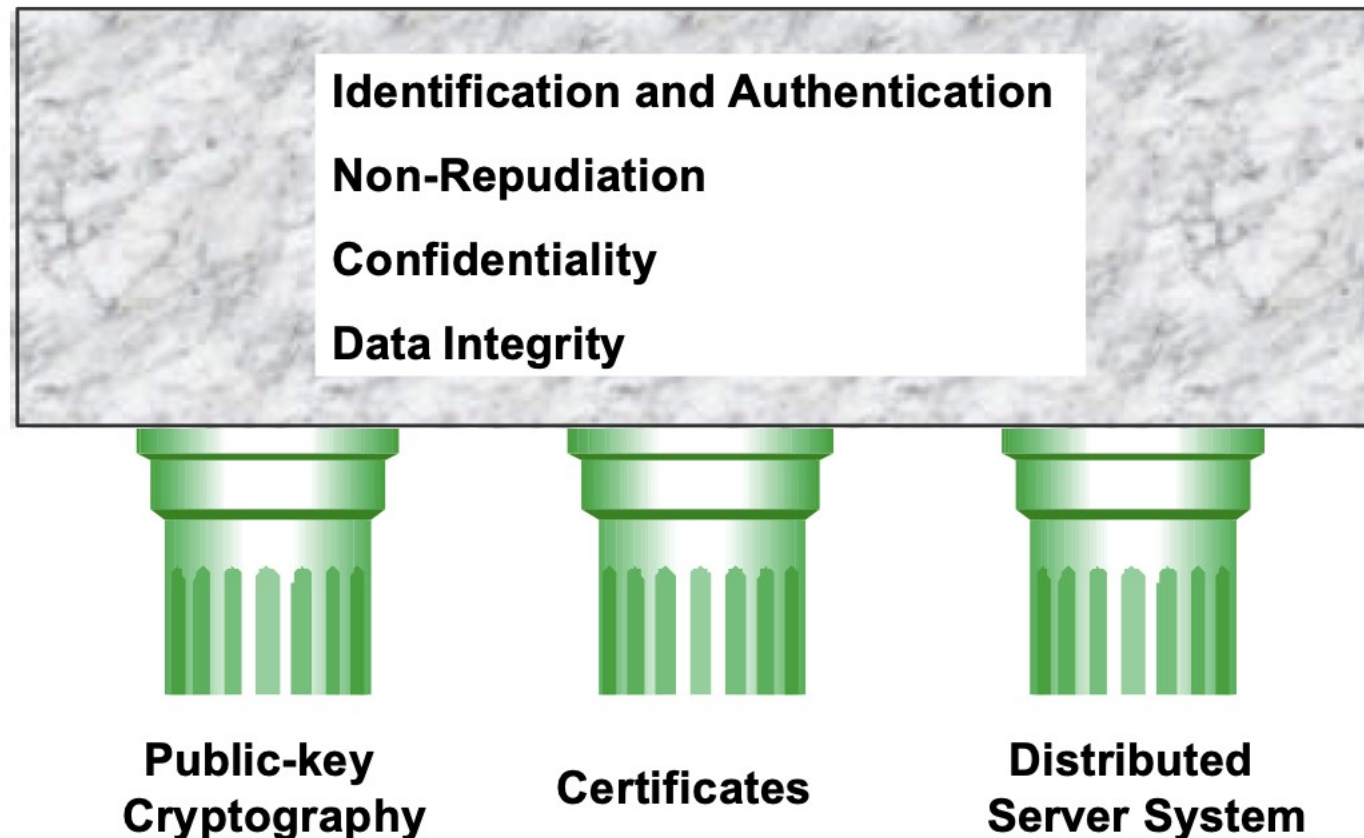 Identification and Authentication
Non-Repudiation
Confidentiality
Data Integrity
Public-key
Cryptography
Certificates
Distributed
Server System